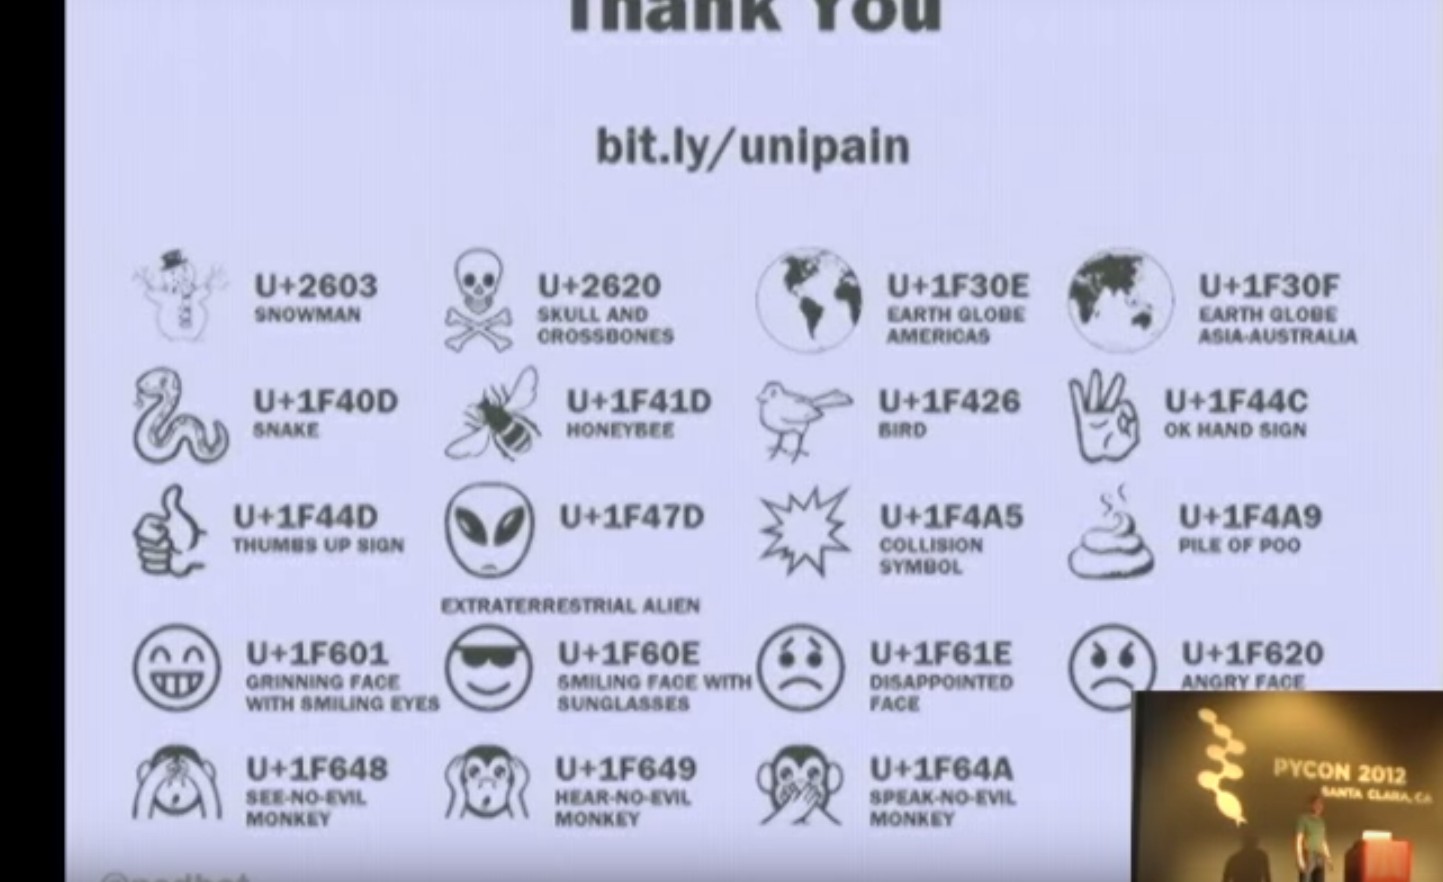 Thank You
bit.ly/unipain
U+2603
SNOWMAN
U+2620
SKULL AND
CROSSBONES
U+1F30E
EARTH GLOBE
AMERICAS
U+1F30F
EARTH GLOBE
ASIA-AUSTRALIA
U+1F40D
SNAKE
U+1F41D
HONEYBEE
U+1F426
BIRD
U+1F44C
OK HAND SIGN
U+1F44D
THUMBS UP SIGN
U+1F47D
EXTRATERRESTRIAL ALIEN
U+1F4A5
COLLISION
SYMBOL
U+1F4A9
PILE OF POO
U+1F601
GRINNING FACE
WITH SMILING EYES
U+1F60E
SMILING FACE WITH
SUNGLASSES
U+1F61E
DISAPPOINTED
FACE
U+1F620
ANGRY FACE
U+1F648
SEE-NO-EVIL
MONKEY
U+1F649
HEAR-NO-EVIL
MONKEY
U+1F64A
SPEAK-NO-EVIL
MONKEY
PYCON 2012
SANTA CLARA, CA